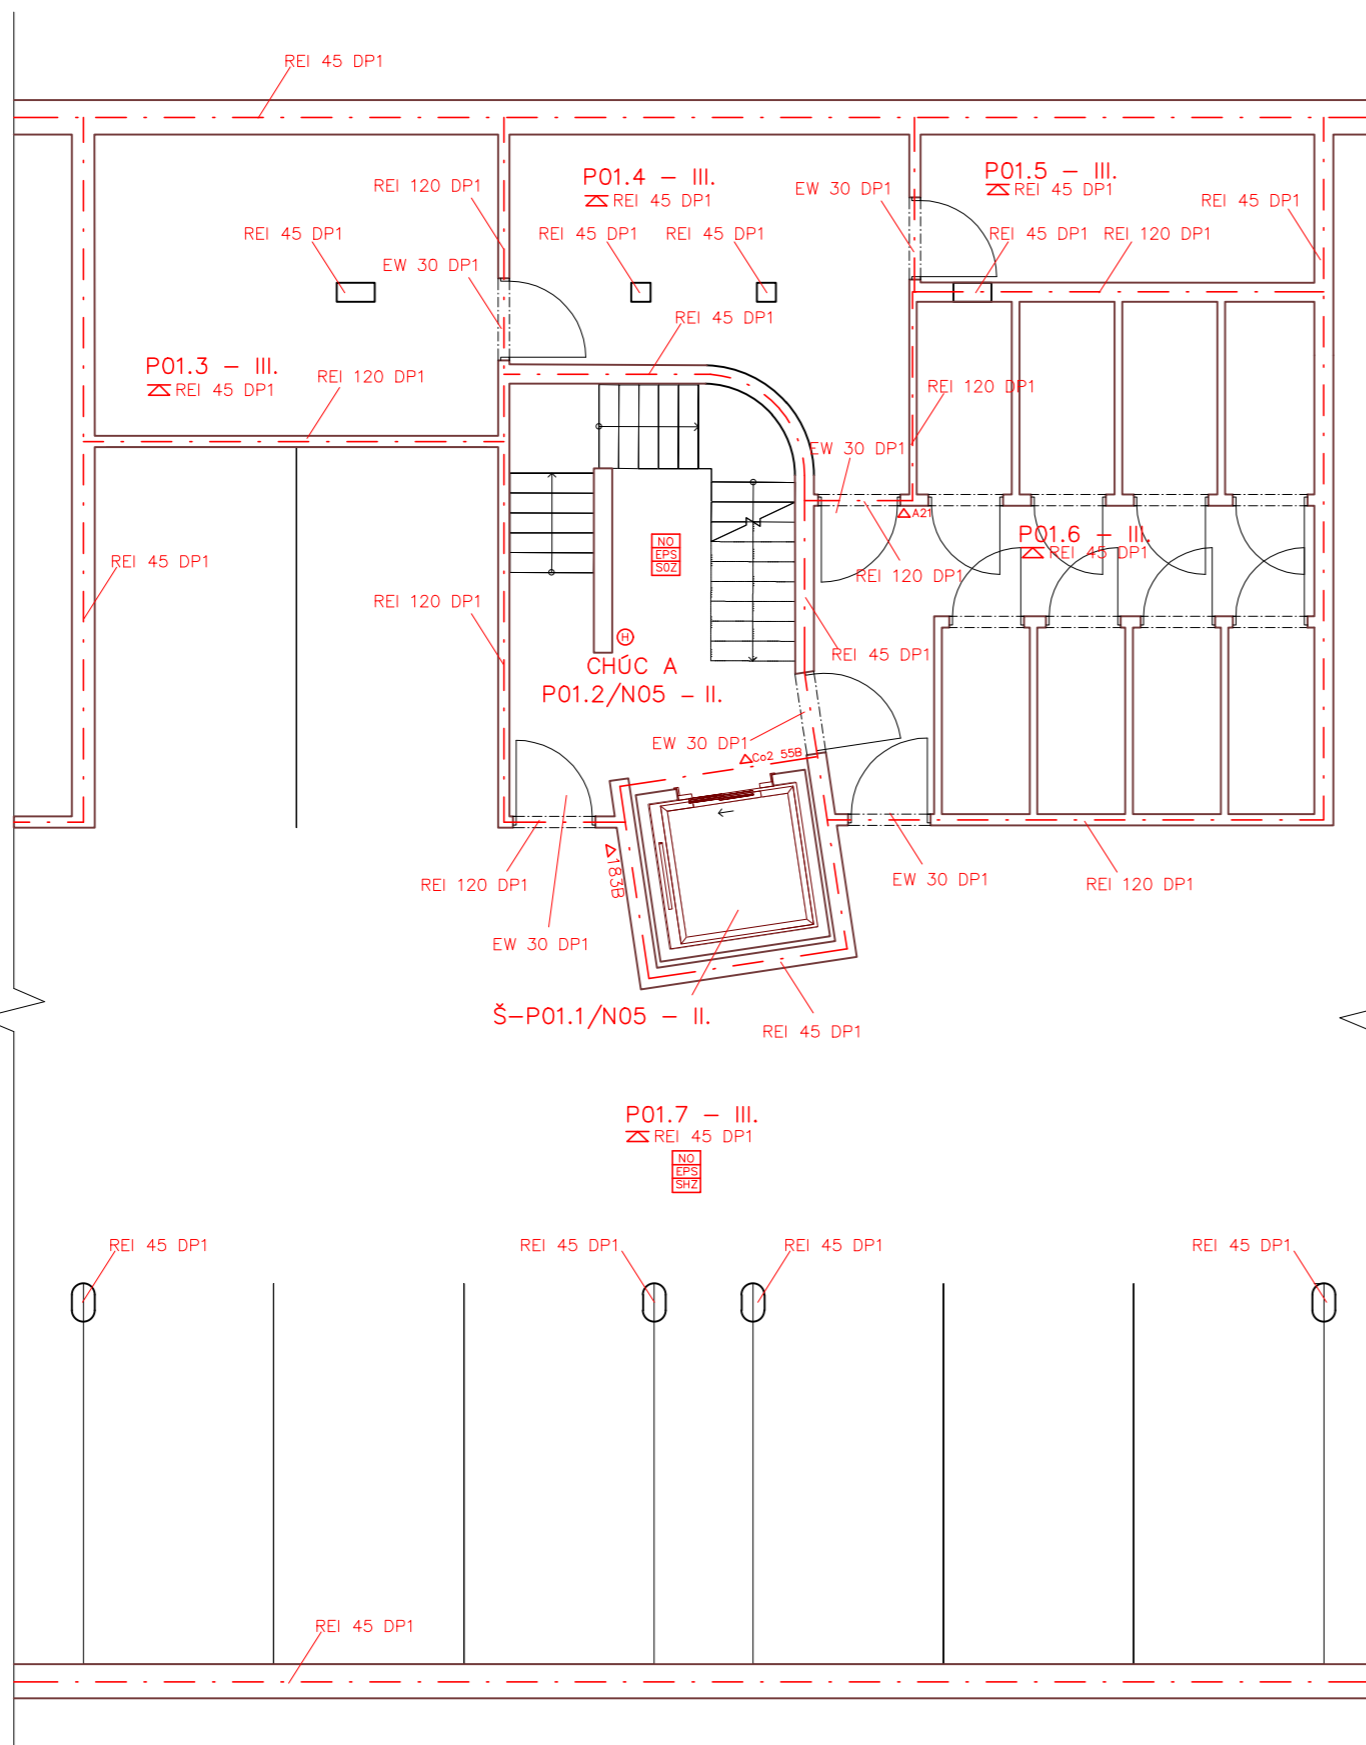 REI 45 DP1
P01.4 – III.
REI 45 DP1
REI 120 DP1
EW 30 DP1
P01.5 – III.
REI 45 DP1
REI 45 DP1
REI 45 DP1
REI 45 DP1
REI 45 DP1
REI 45 DP1
REI 120 DP1
EW 30 DP1
REI 45 DP1
P01.3 – III.
REI 45 DP1
REI 120 DP1
REI 120 DP1
EW 30 DP1
A21
NO
EPS
SOZ
P01.6 – III.
REI 45 DP1
REI 45 DP1
REI 120 DP1
REI 120 DP1
H
CHÚC A
P01.2/N05 – II.
REI 45 DP1
EW 30 DP1
Co2 55B
183B
REI 120 DP1
EW 30 DP1
REI 120 DP1
EW 30 DP1
Š–P01.1/N05 – II.
REI 45 DP1
P01.7 – III.
REI 45 DP1
NO
EPS
SHZ
REI 45 DP1
REI 45 DP1
REI 45 DP1
REI 45 DP1
REI 45 DP1